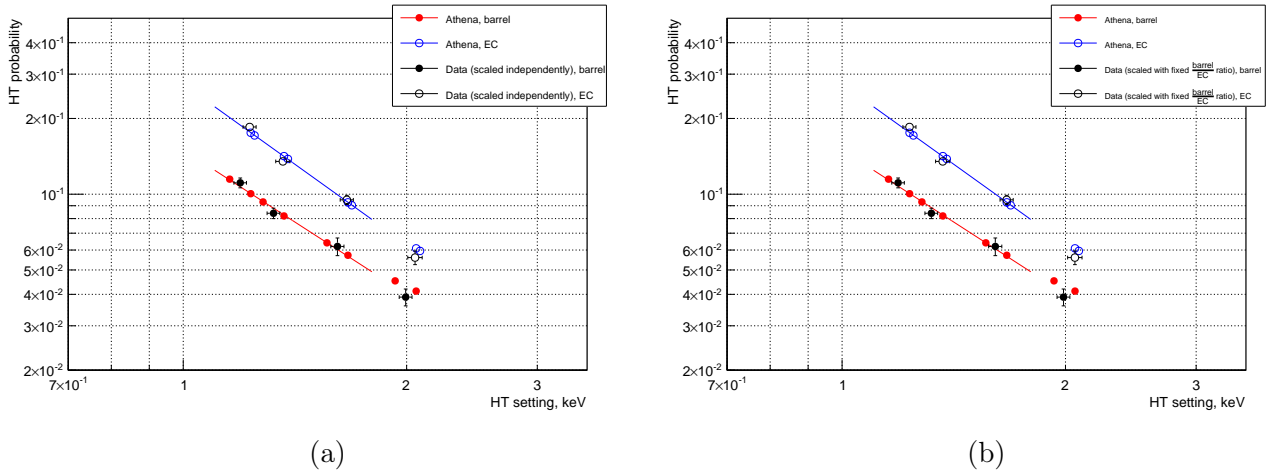 HT probability
4×10⁻¹
3×10⁻¹
2×10⁻¹
10⁻¹
6×10⁻²
5×10⁻²
4×10⁻²
3×10⁻²
2×10⁻²
7×10⁻¹
1
2
3
HT setting, keV
Athena, barrel
Athena, EC
Data (scaled independently), barrel
Data (scaled independently), EC
(a)
HT probability
4×10⁻¹
3×10⁻¹
2×10⁻¹
10⁻¹
6×10⁻²
5×10⁻²
4×10⁻²
3×10⁻²
2×10⁻²
7×10⁻¹
1
2
3
HT setting, keV
Athena, barrel
Athena, EC
Data (scaled with fixed barrel/EC ratio), barrel
Data (scaled with fixed barrel/EC ratio), EC
(b)